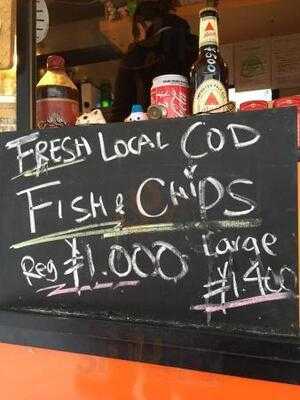 FRESH LOCAL COD
FISH & CHiPS
Reg ¥1.000
Large
¥1.400